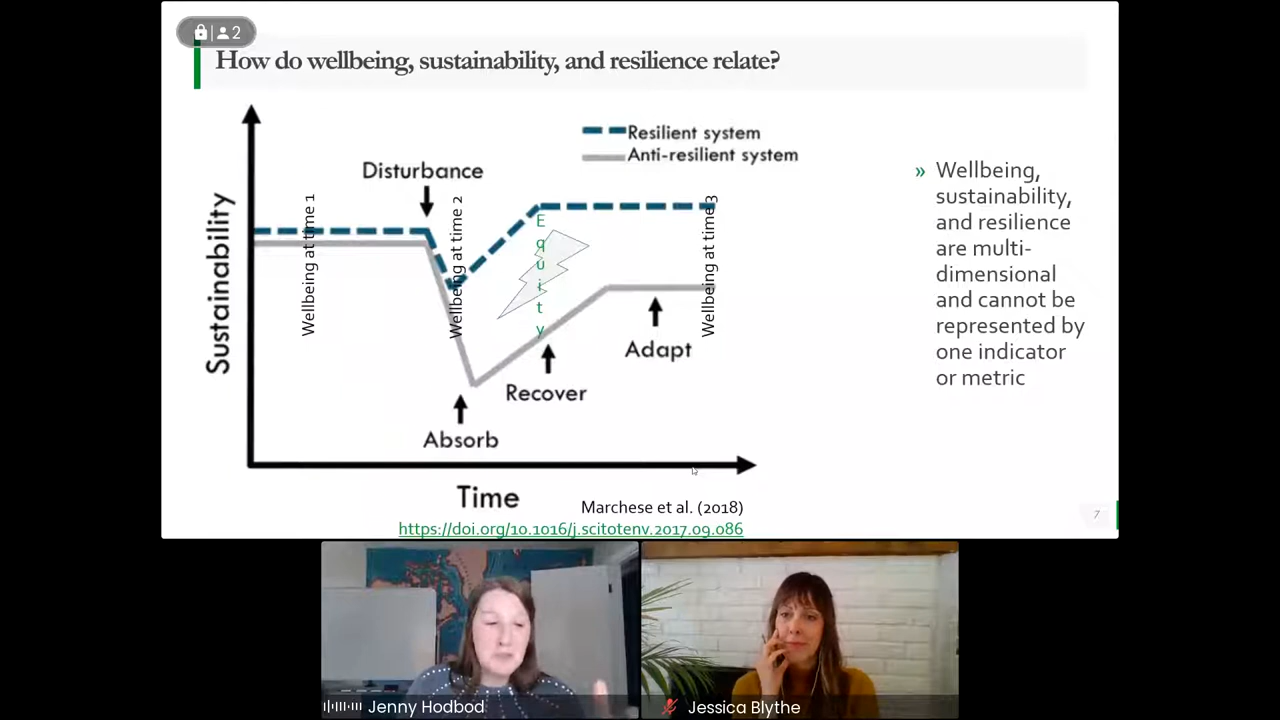 2
How do wellbeing, sustainability, and resilience relate?
Resilient system
Anti-resilient system
Disturbance
Sustainability
Wellbeing at time 1
Wellbeing at time 2
Equity
Wellbeing at time 3
Adapt
Recover
Absorb
Time
Marchese et al. (2018)
https://doi.org/10.1016/j.scitotenv.2017.09.086
» Wellbeing,
sustainability,
and resilience
are multi-
dimensional
and cannot be
represented by
one indicator
or metric
7
Jenny Hodbod
Jessica Blythe